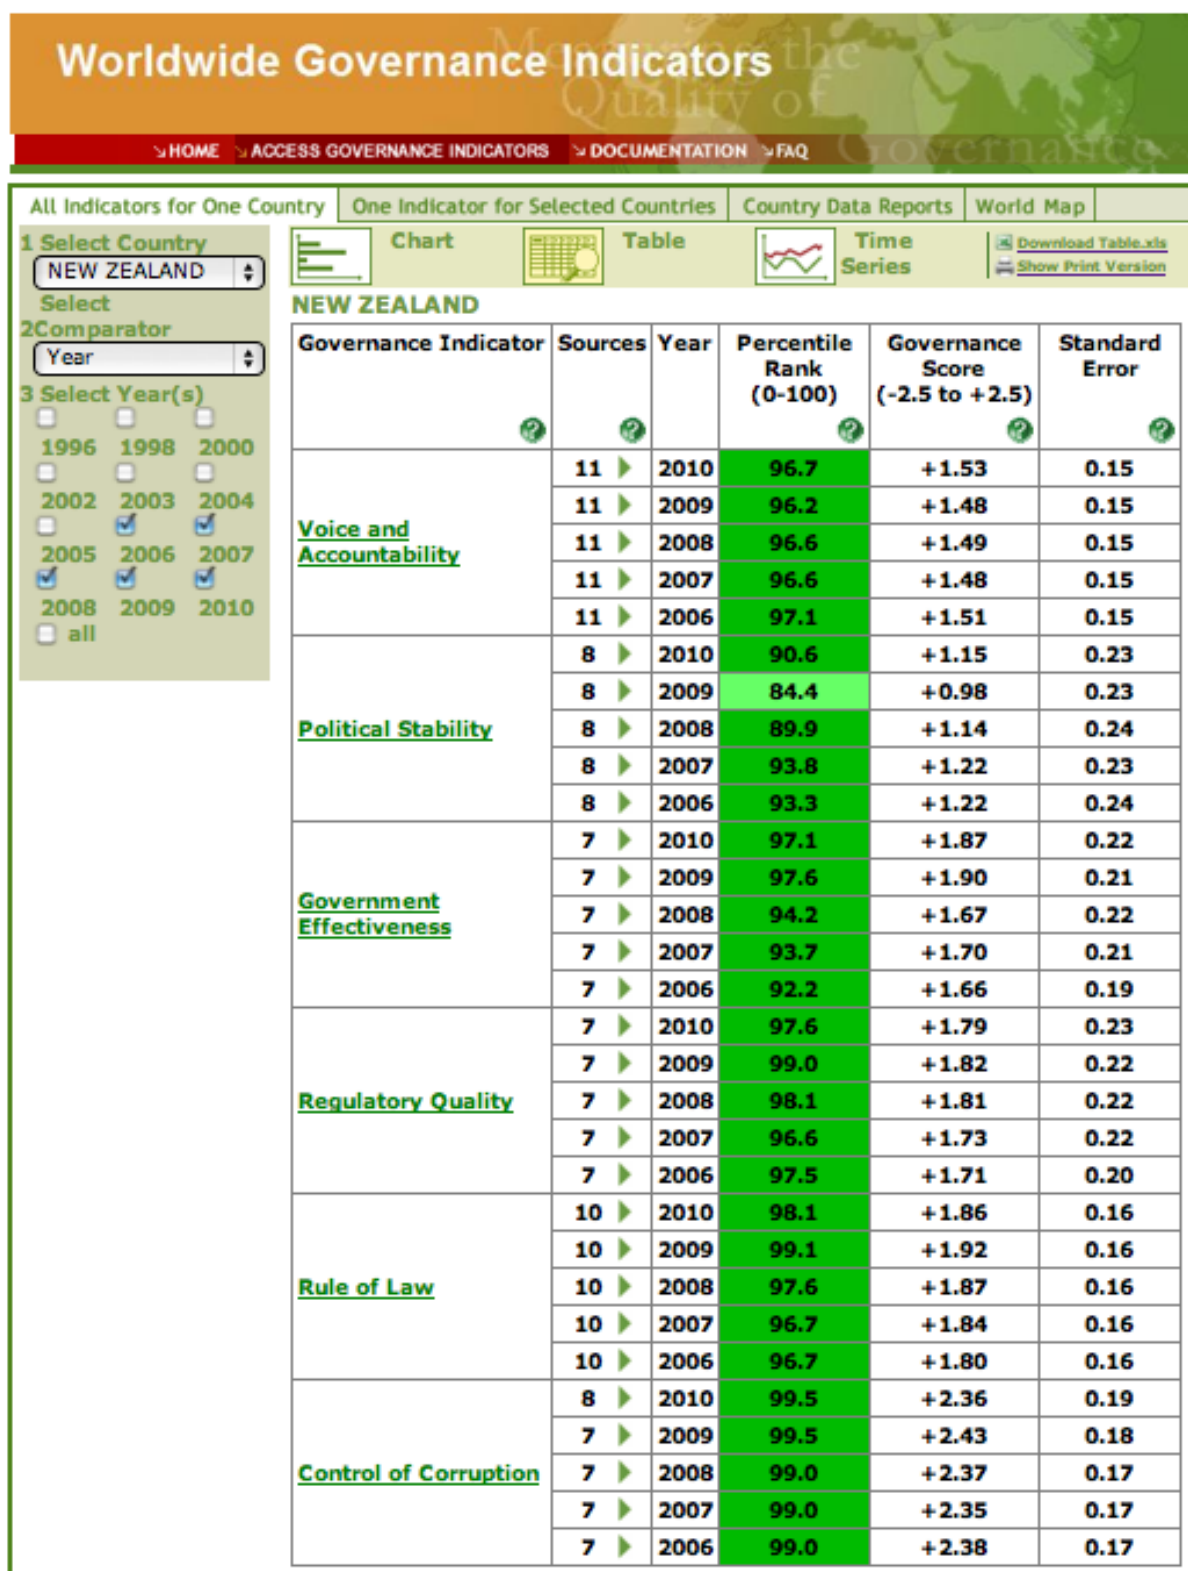 Worldwide Governance Indicators
Measuring the
Quality of
Governance
HOME ACCESS GOVERNANCE INDICATORS DOCUMENTATION FAQ
All Indicators for One Country One Indicator for Selected Countries Country Data Reports World Map
1 Select Country
NEW ZEALAND
Select
2Comparator
Year
3 Select Year(s)
1996 1998 2000
2002 2003 2004
2005 2006 2007
2008 2009 2010
all
Chart Table Time Series
Download Table.xls
Show Print Version
NEW ZEALAND
Governance Indicator Sources Year Percentile Rank (0-100) Governance Score (-2.5 to +2.5) Standard Error
Voice and Accountability
11 2010 96.7 +1.53 0.15
11 2009 96.2 +1.48 0.15
11 2008 96.6 +1.49 0.15
11 2007 96.6 +1.48 0.15
11 2006 97.1 +1.51 0.15
Political Stability
8 2010 90.6 +1.15 0.23
8 2009 84.4 +0.98 0.23
8 2008 89.9 +1.14 0.24
8 2007 93.8 +1.22 0.23
8 2006 93.3 +1.22 0.24
Government Effectiveness
7 2010 97.1 +1.87 0.22
7 2009 97.6 +1.90 0.21
7 2008 94.2 +1.67 0.22
7 2007 93.7 +1.70 0.21
7 2006 92.2 +1.66 0.19
Regulatory Quality
7 2010 97.6 +1.79 0.23
7 2009 99.0 +1.82 0.22
7 2008 98.1 +1.81 0.22
7 2007 96.6 +1.73 0.22
7 2006 97.5 +1.71 0.20
Rule of Law
10 2010 98.1 +1.86 0.16
10 2009 99.1 +1.92 0.16
10 2008 97.6 +1.87 0.16
10 2007 96.7 +1.84 0.16
10 2006 96.7 +1.80 0.16
Control of Corruption
8 2010 99.5 +2.36 0.19
7 2009 99.5 +2.43 0.18
7 2008 99.0 +2.37 0.17
7 2007 99.0 +2.35 0.17
7 2006 99.0 +2.38 0.17